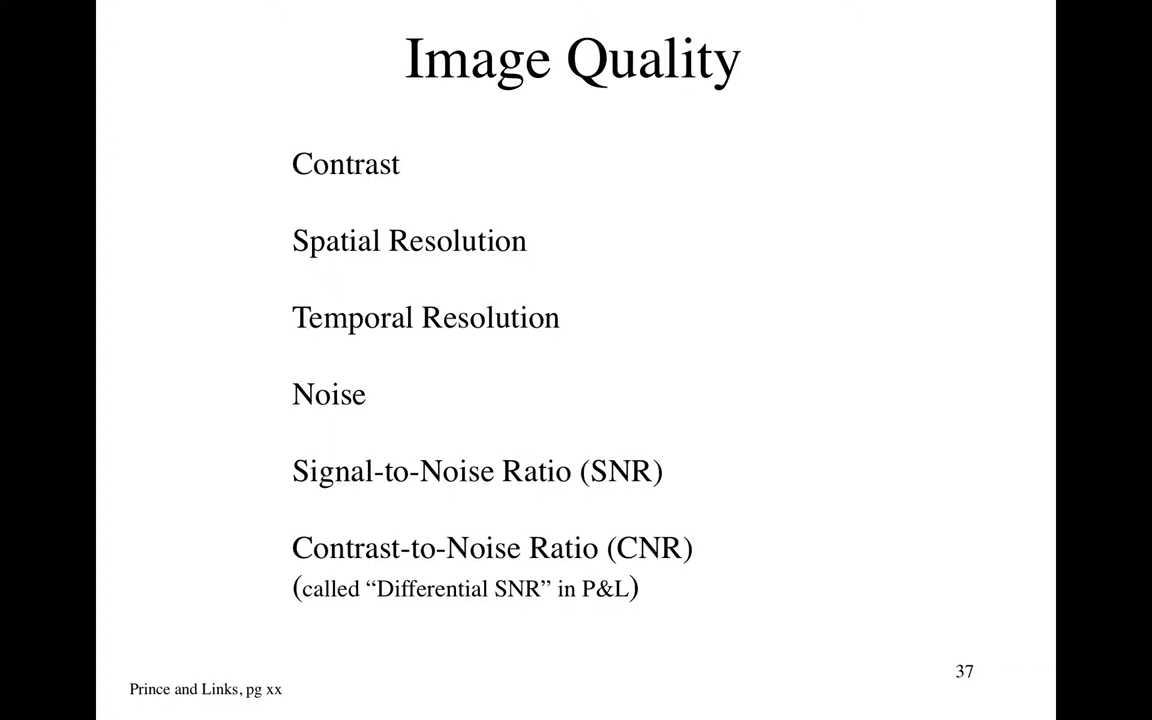 Image Quality
Contrast
Spatial Resolution
Temporal Resolution
Noise
Signal-to-Noise Ratio (SNR)
Contrast-to-Noise Ratio (CNR)
(called “Differential SNR” in P&L)
37
Prince and Links, pg xx